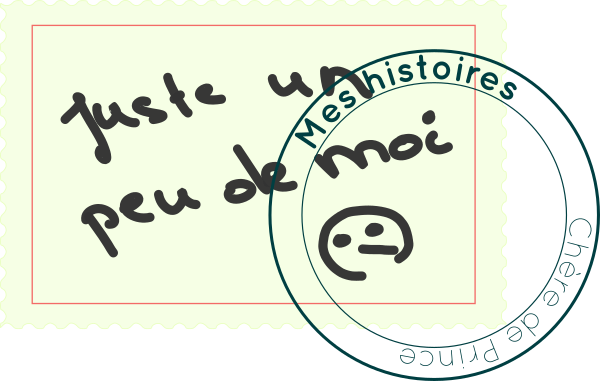 Juste un
peu de moi
Mes histoires
Chère de Prince